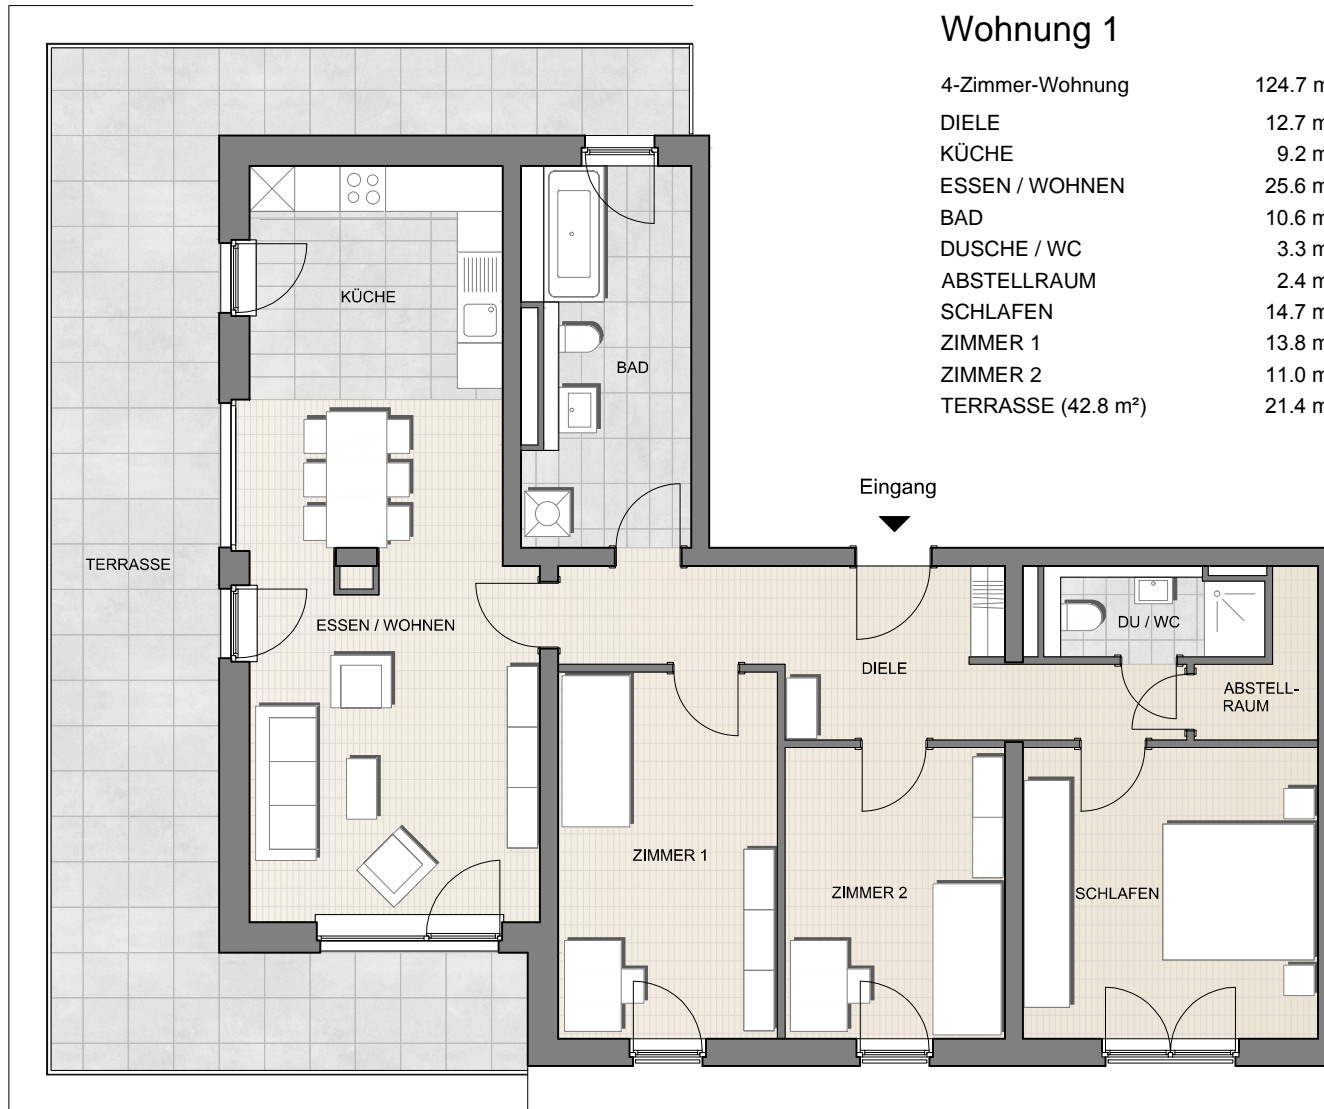 Wohnung 1
4-Zimmer-Wohnung 124.7 m
DIELE 12.7 m
KÜCHE 9.2 m
ESSEN / WOHNEN 25.6 m
BAD 10.6 m
DUSCHE / WC 3.3 m
ABSTELLRAUM 2.4 m
SCHLAFEN 14.7 m
ZIMMER 1 13.8 m
ZIMMER 2 11.0 m
TERRASSE (42.8 m²) 21.4 m
KÜCHE
BAD
Eingang
TERRASSE
ESSEN / WOHNEN
DU / WC
DIELE
ABSTELL-
RAUM
ZIMMER 1
ZIMMER 2
SCHLAFEN